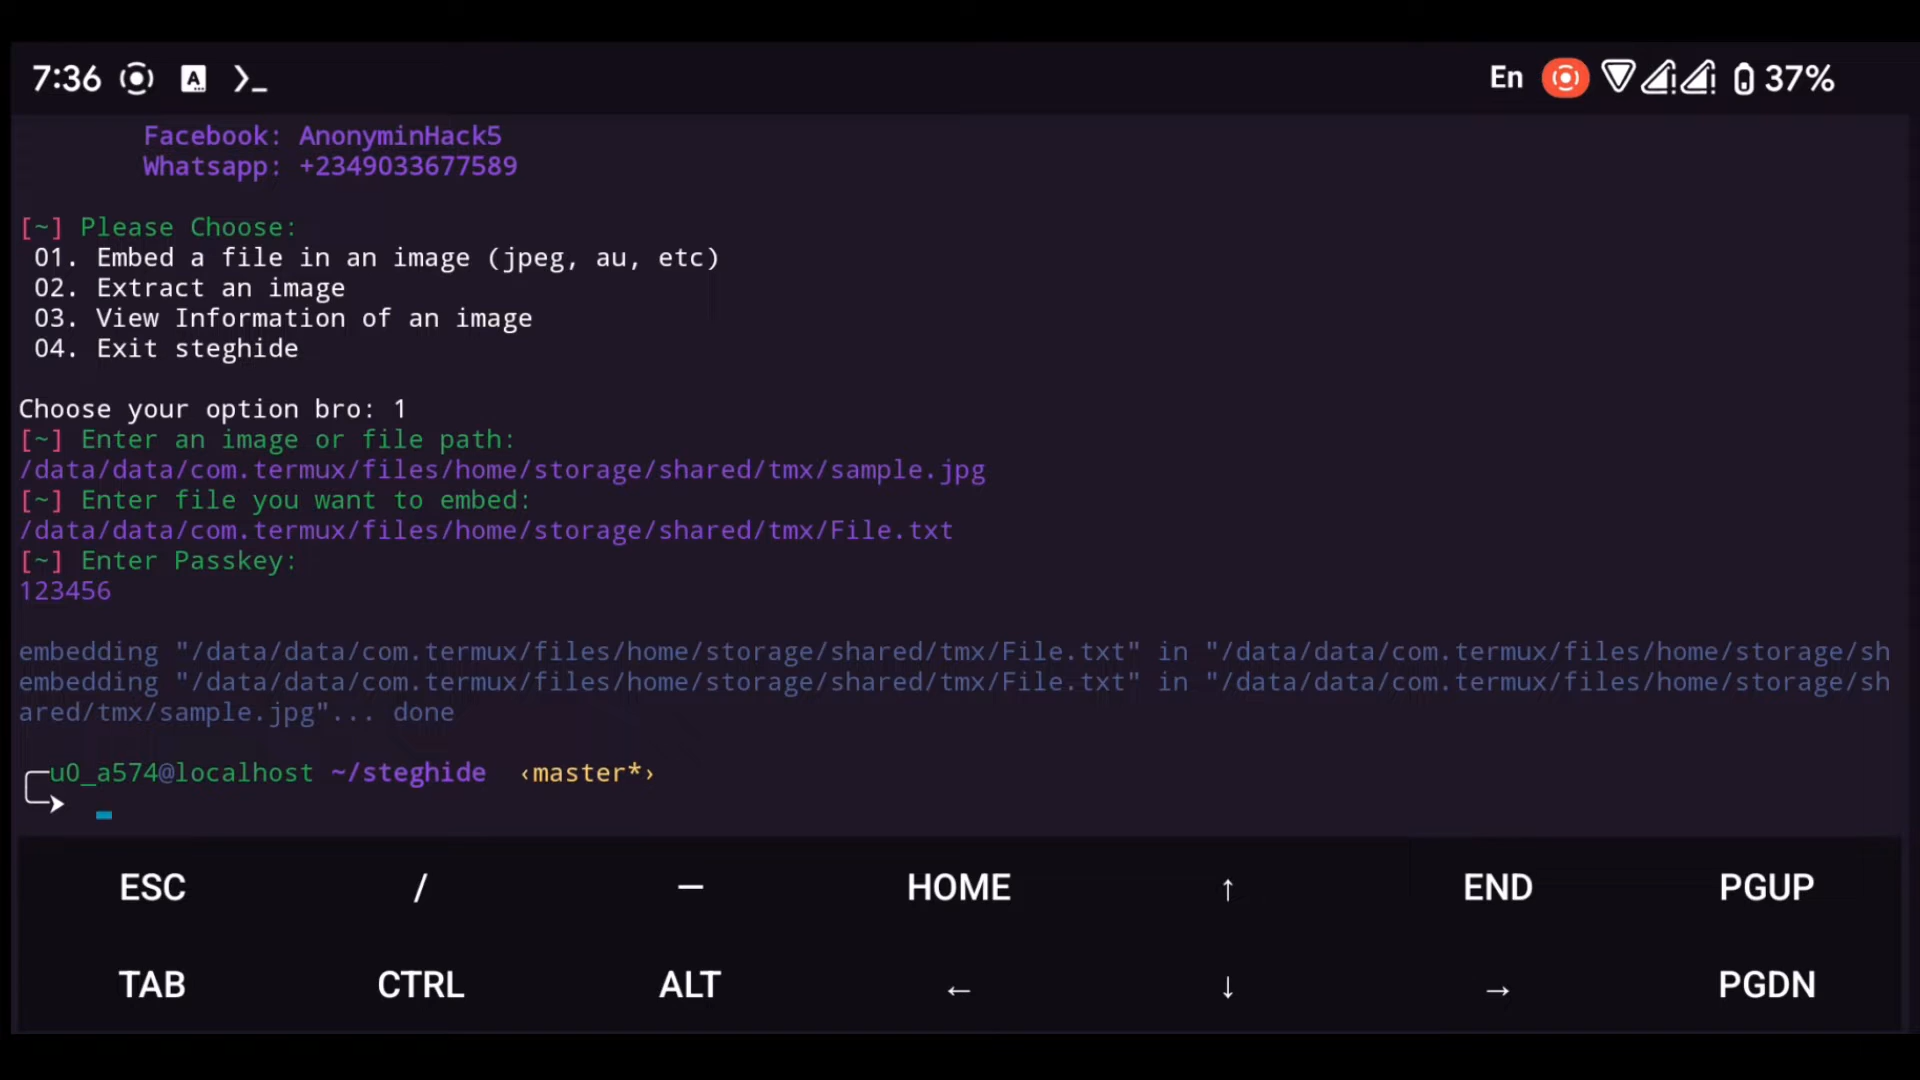 7:36 A >_ En 37%
Facebook: AnonyminHack5
Whatsapp: +2349033677589
[~] Please Choose:
01. Embed a file in an image (jpeg, au, etc)
02. Extract an image
03. View Information of an image
04. Exit steghide
Choose your option bro: 1
[~] Enter an image or file path:
/data/data/com.termux/files/home/storage/shared/tmx/sample.jpg
[~] Enter file you want to embed:
/data/data/com.termux/files/home/storage/shared/tmx/File.txt
[~] Enter Passkey:
123456
embedding "/data/data/com.termux/files/home/storage/shared/tmx/File.txt" in "/data/data/com.termux/files/home/storage/sh
embedding "/data/data/com.termux/files/home/storage/shared/tmx/File.txt" in "/data/data/com.termux/files/home/storage/sh
ared/tmx/sample.jpg"... done
u0_a574@localhost ~/steghide ‹master*›
ESC / — HOME ↑ END PGUP
TAB CTRL ALT ← ↓ → PGDN